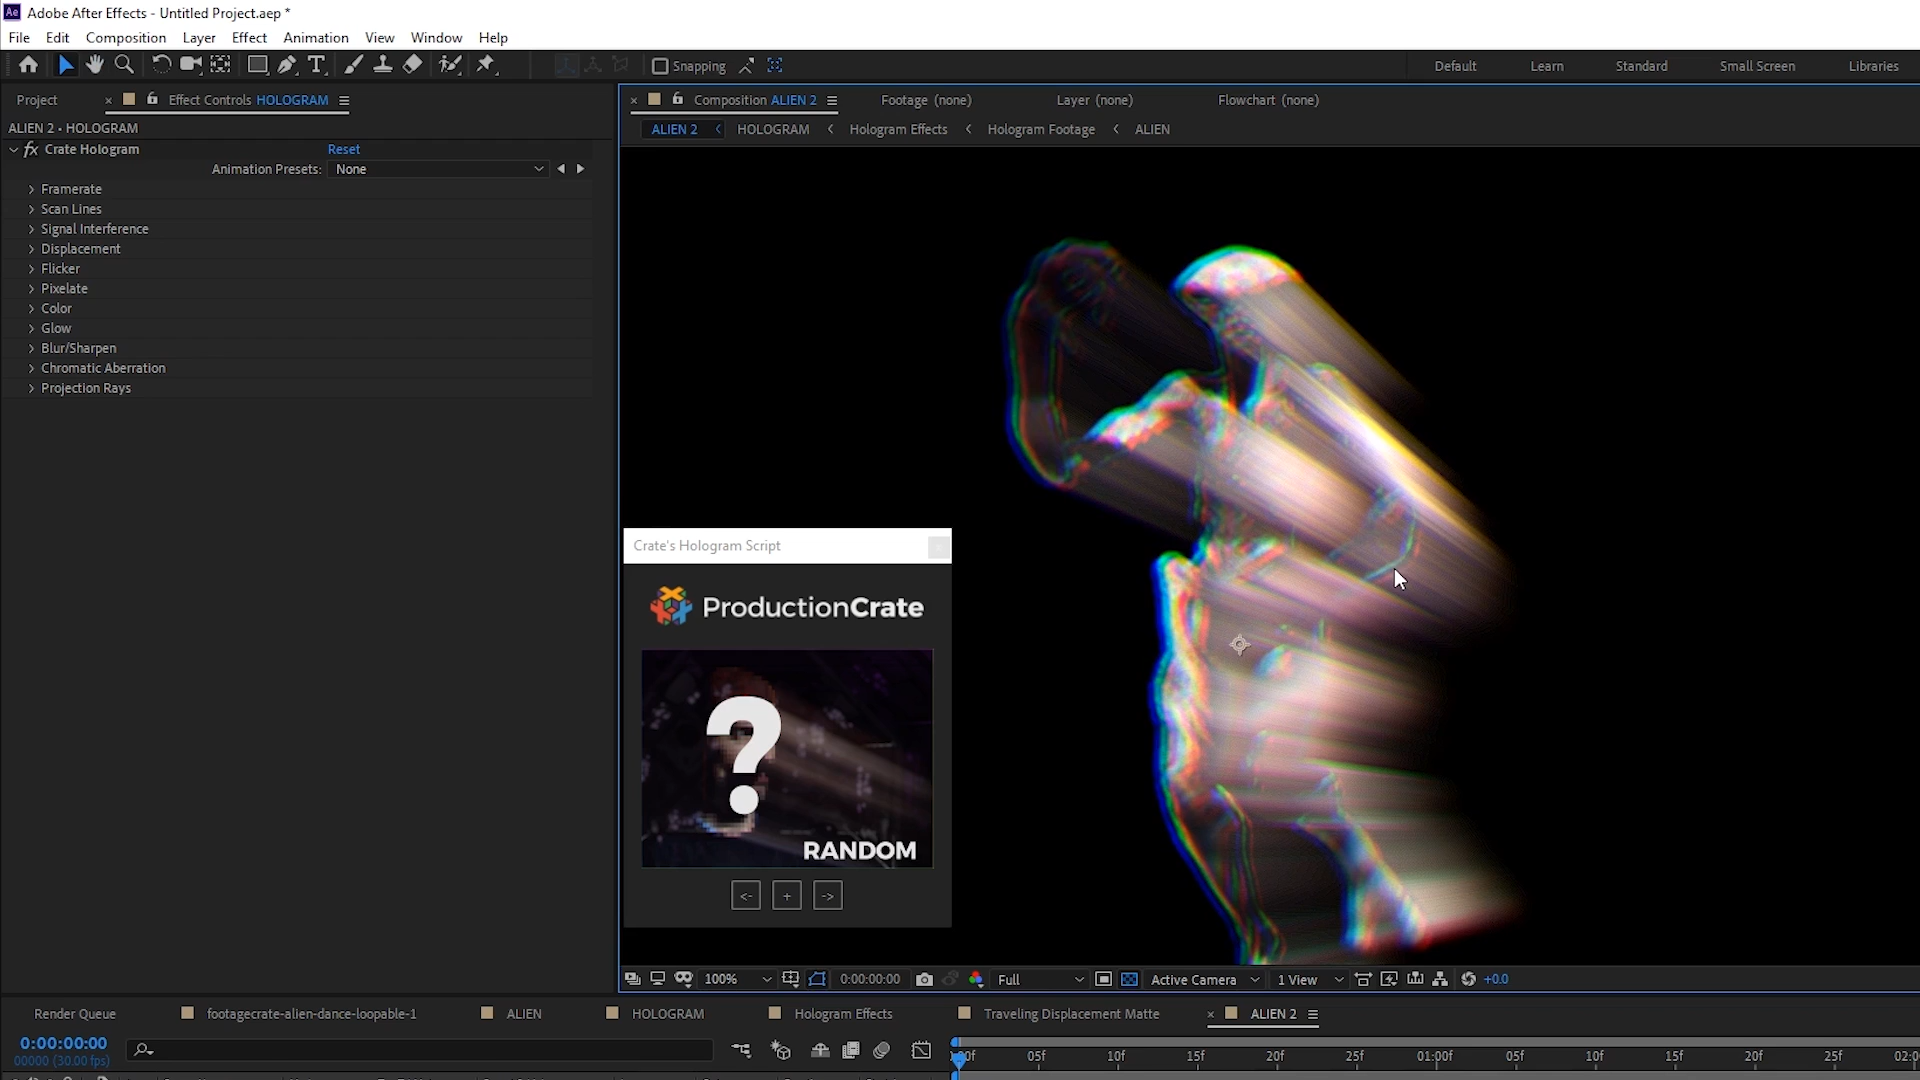 Ae Adobe After Effects - Untitled Project.aep *
File Edit Composition Layer Effect Animation View Window Help
Snapping Default Learn Standard Small Screen Libraries
Project × Effect Controls HOLOGRAM × Composition ALIEN 2 Footage (none) Layer (none) Flowchart (none)
ALIEN 2 • HOLOGRAM
ALIEN 2 < HOLOGRAM < Hologram Effects < Hologram Footage < ALIEN
fx Crate Hologram Reset
Animation Presets: None
Framerate
Scan Lines
Signal Interference
Displacement
Flicker
Pixelate
Color
Glow
Blur/Sharpen
Chromatic Aberration
Projection Rays
Crate's Hologram Script
ProductionCrate
?
RANDOM
<- + ->
100% 0:00:00:00 Full Active Camera 1 View +0.0
Render Queue footagecrate-alien-dance-loopable-1 ALIEN HOLOGRAM Hologram Effects Traveling Displacement Matte × ALIEN 2
0:00:00:00
00000 (30.00 fps)
05f 10f 15f 20f 25f 01:00f 05f 10f 15f 20f 25f